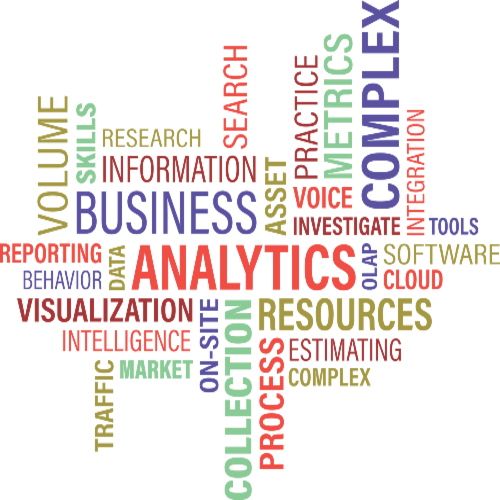 COMPLEX
METRICS
PRACTICE
SEARCH
VOLUME
SKILLS
RESEARCH
INFORMATION
INTEGRATION
ASSET
VOICE
BUSINESS
INVESTIGATE
TOOLS
REPORTING
DATA
ANALYTICS
OLAP
SOFTWARE
BEHAVIOR
CLOUD
VISUALIZATION
ON-SITE
COLLECTION
RESOURCES
INTELLIGENCE
PROCESS
ESTIMATING
TRAFFIC
MARKET
COMPLEX